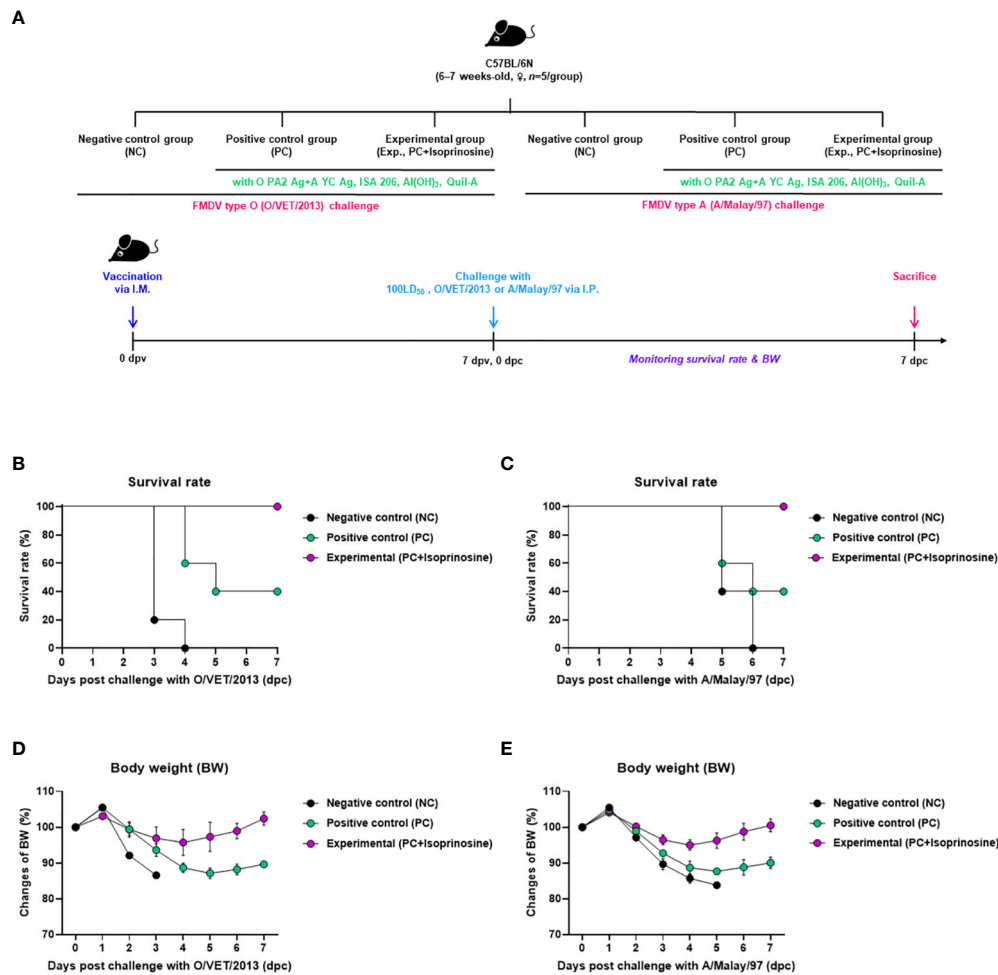 A
C57BL/6N
(6–7 weeks-old, ♀, n=5/group)
Negative control group
(NC)
Positive control group
(PC)
Experimental group
(Exp., PC+Isoprinosine)
Negative control group
(NC)
Positive control group
(PC)
Experimental group
(Exp., PC+Isoprinosine)
with O PA2 Ag+A YC Ag, ISA 206, Al(OH)₃, Quil-A
with O PA2 Ag+A YC Ag, ISA 206, Al(OH)₃, Quil-A
FMDV type O (O/VET/2013) challenge
FMDV type A (A/Malay/97) challenge
Vaccination
via I.M.
Challenge with
100LD₅₀ , O/VET/2013 or A/Malay/97 via I.P.
Sacrifice
0 dpv
7 dpv, 0 dpc
Monitoring survival rate & BW
7 dpc
B
Survival rate
Survival rate (%)
100
80
60
40
20
0
0 1 2 3 4 5 6 7
Days post challenge with O/VET/2013 (dpc)
Negative control (NC)
Positive control (PC)
Experimental (PC+Isoprinosine)
C
Survival rate
Survival rate (%)
100
80
60
40
20
0
0 1 2 3 4 5 6 7
Days post challenge with A/Malay/97 (dpc)
Negative control (NC)
Positive control (PC)
Experimental (PC+Isoprinosine)
D
Body weight (BW)
Changes of BW (%)
110
100
90
80
70
0 1 2 3 4 5 6 7
Days post challenge with O/VET/2013 (dpc)
Negative control (NC)
Positive control (PC)
Experimental (PC+Isoprinosine)
E
Body weight (BW)
Changes of BW (%)
110
100
90
80
70
0 1 2 3 4 5 6 7
Days post challenge with A/Malay/97 (dpc)
Negative control (NC)
Positive control (PC)
Experimental (PC+Isoprinosine)